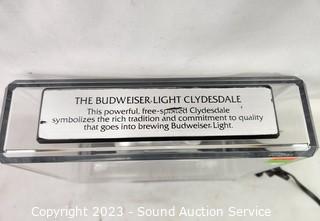 THE BUDWEISER LIGHT CLYDESDALE
This powerful, free-spirited Clydesdale
symbolizes the rich tradition and commitment to quality
that goes into brewing Budweiser Light.
Copyright 2023 - Sound Auction Service